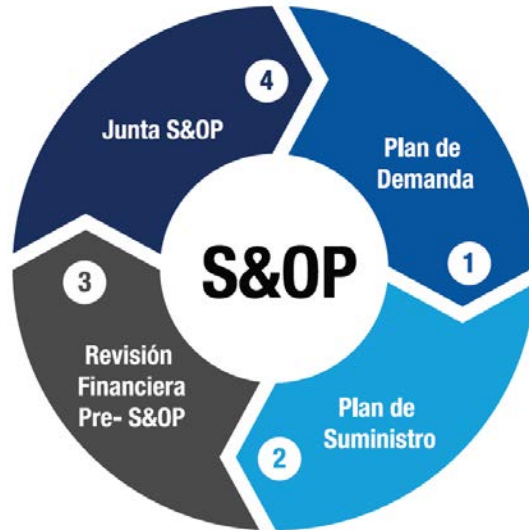 S&OP
Plan de
Demanda
1
Plan de
Suministro
2
3
Revisión
Financiera
Pre- S&OP
4
Junta S&OP